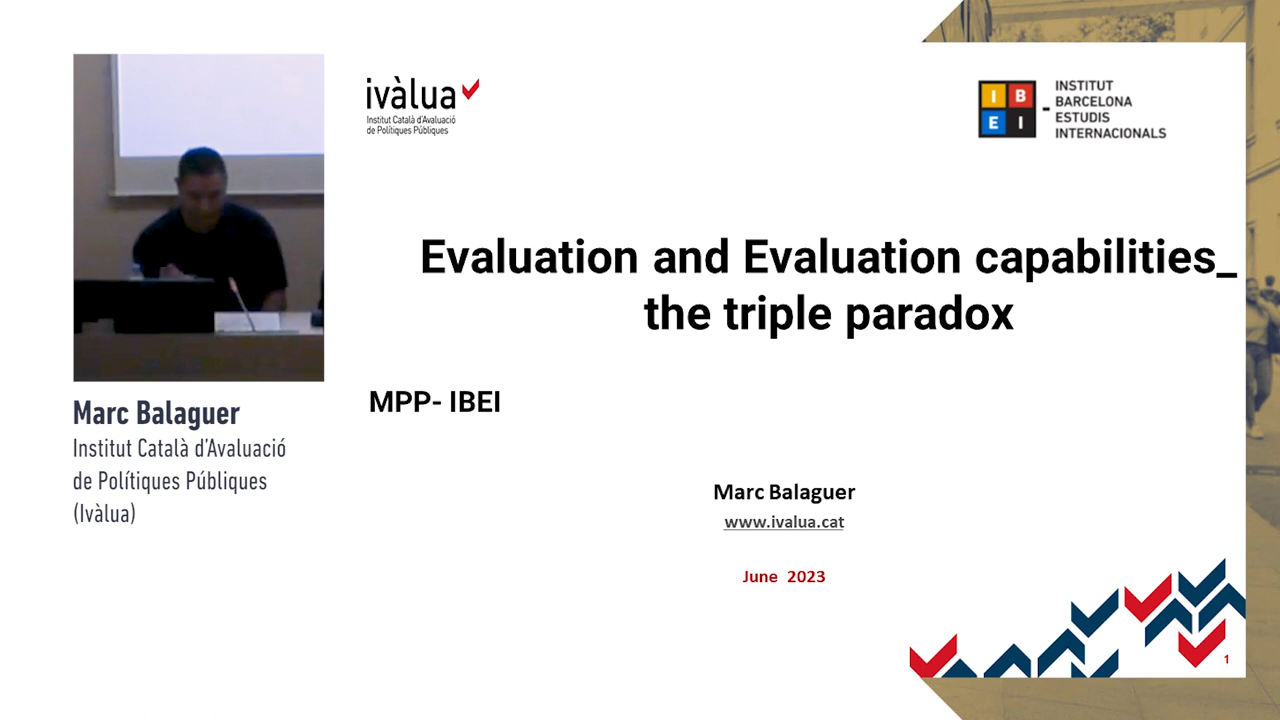 ivàlua
Institut Català d'Avaluació
de Polítiques Públiques
I B
E I
INSTITUT
BARCELONA
ESTUDIS
INTERNACIONALS
Evaluation and Evaluation capabilities_
the triple paradox
MPP- IBEI
Marc Balaguer
Institut Català d'Avaluació
de Polítiques Públiques
(Ivàlua)
Marc Balaguer
www.ivalua.cat
June 2023
1